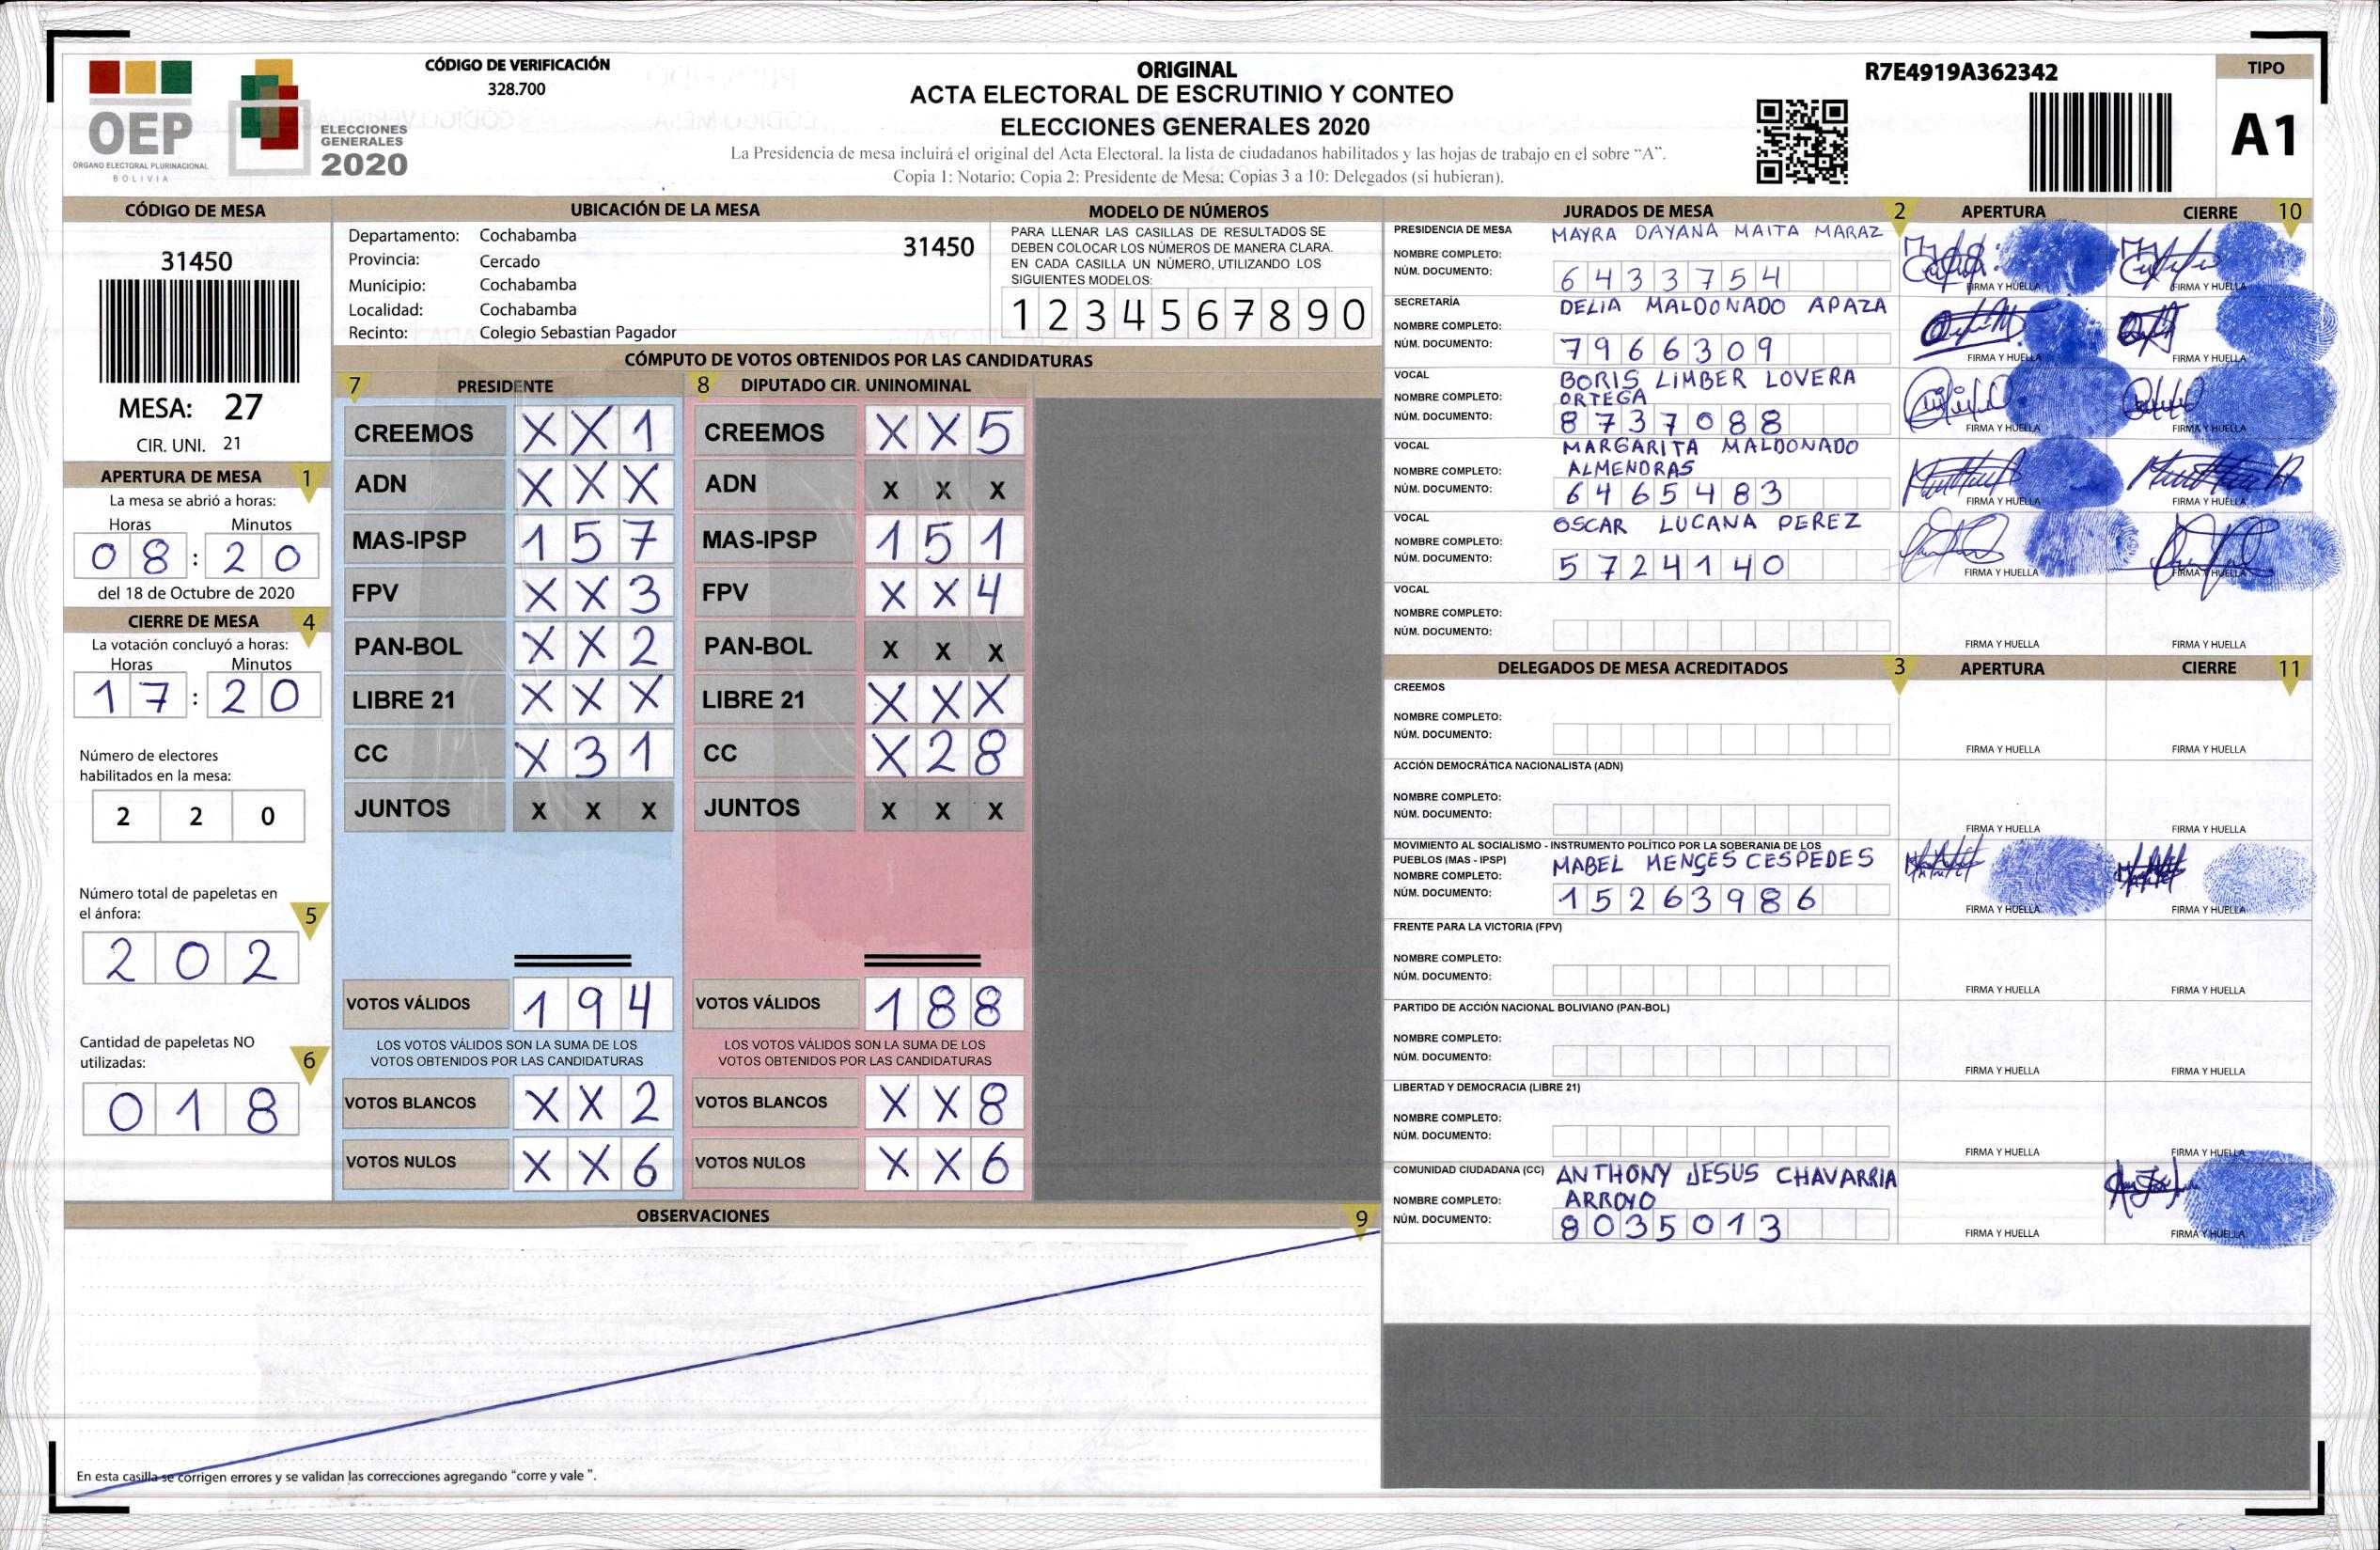 CÓDIGO DE VERIFICACIÓN
328.700
OEP
ÓRGANO ELECTORAL PLURINACIONAL
BOLIVIA
ELECCIONES
GENERALES
2020
ORIGINAL
ACTA ELECTORAL DE ESCRUTINIO Y CONTEO
ELECCIONES GENERALES 2020
La Presidencia de mesa incluirá el original del Acta Electoral. la lista de ciudadanos habilitados y las hojas de trabajo en el sobre “A”.
Copia 1: Notario; Copia 2: Presidente de Mesa; Copias 3 a 10: Delegados (si hubieran).
R7E4919A362342
TIPO
A1
CÓDIGO DE MESA
31450
MESA: 27
CIR. UNI. 21
APERTURA DE MESA 1
La mesa se abrió a horas:
Horas Minutos
08:20
del 18 de Octubre de 2020
CIERRE DE MESA 4
La votación concluyó a horas:
Horas Minutos
17:20
Número de electores
habilitados en la mesa:
2 2 0
Número total de papeletas en
el ánfora: 5
2 0 2
Cantidad de papeletas NO
utilizadas: 6
0 1 8
UBICACIÓN DE LA MESA
Departamento: Cochabamba
31450
Provincia: Cercado
Municipio: Cochabamba
Localidad: Cochabamba
Recinto: Colegio Sebastian Pagador
MODELO DE NÚMEROS
PARA LLENAR LAS CASILLAS DE RESULTADOS SE
DEBEN COLOCAR LOS NÚMEROS DE MANERA CLARA.
EN CADA CASILLA UN NÚMERO, UTILIZANDO LOS
SIGUIENTES MODELOS:
1 2 3 4 5 6 7 8 9 0
CÓMPUTO DE VOTOS OBTENIDOS POR LAS CANDIDATURAS
7 PRESIDENTE
CREEMOS X X 1
ADN X X X
MAS-IPSP 1 5 7
FPV X X 3
PAN-BOL X X 2
LIBRE 21 X X X
CC X 3 1
JUNTOS X X X
VOTOS VÁLIDOS 1 9 4
LOS VOTOS VÁLIDOS SON LA SUMA DE LOS
VOTOS OBTENIDOS POR LAS CANDIDATURAS
VOTOS BLANCOS X X 2
VOTOS NULOS X X 6
8 DIPUTADO CIR. UNINOMINAL
CREEMOS X X 5
ADN X X X
MAS-IPSP 1 5 1
FPV X X 4
PAN-BOL X X X
LIBRE 21 X X X
CC X 2 8
JUNTOS X X X
VOTOS VÁLIDOS 1 8 8
LOS VOTOS VÁLIDOS SON LA SUMA DE LOS
VOTOS OBTENIDOS POR LAS CANDIDATURAS
VOTOS BLANCOS X X 8
VOTOS NULOS X X 6
OBSERVACIONES 9
En esta casilla se corrigen errores y se validan las correcciones agregando “corre y vale”.
JURADOS DE MESA 2 APERTURA CIERRE 10
PRESIDENCIA DE MESA MAYRA DAYANA MAITA MARAZ
NOMBRE COMPLETO:
NÚM. DOCUMENTO: 6433754
FIRMA Y HUELLA FIRMA Y HUELLA
SECRETARÍA DELIA MALDONADO APAZA
NOMBRE COMPLETO:
NÚM. DOCUMENTO: 7966309
FIRMA Y HUELLA FIRMA Y HUELLA
VOCAL BORIS LIMBER LOVERA
NOMBRE COMPLETO: ORTEGA
NÚM. DOCUMENTO: 8737088
FIRMA Y HUELLA FIRMA Y HUELLA
VOCAL MARGARITA MALDONADO
NOMBRE COMPLETO: ALMENDRAS
NÚM. DOCUMENTO: 6465483
FIRMA Y HUELLA FIRMA Y HUELLA
VOCAL OSCAR LUCANA PEREZ
NOMBRE COMPLETO:
NÚM. DOCUMENTO: 5724140
FIRMA Y HUELLA FIRMA Y HUELLA
VOCAL
NOMBRE COMPLETO:
NÚM. DOCUMENTO:
FIRMA Y HUELLA FIRMA Y HUELLA
DELEGADOS DE MESA ACREDITADOS 3 APERTURA CIERRE 11
CREEMOS
NOMBRE COMPLETO:
NÚM. DOCUMENTO:
FIRMA Y HUELLA FIRMA Y HUELLA
ACCIÓN DEMOCRÁTICA NACIONALISTA (ADN)
NOMBRE COMPLETO:
NÚM. DOCUMENTO:
FIRMA Y HUELLA FIRMA Y HUELLA
MOVIMIENTO AL SOCIALISMO - INSTRUMENTO POLÍTICO POR LA SOBERANIA DE LOS
PUEBLOS (MAS - IPSP) MABEL MENÇES CESPEDES
NOMBRE COMPLETO:
NÚM. DOCUMENTO: 15263986
FIRMA Y HUELLA FIRMA Y HUELLA
FRENTE PARA LA VICTORIA (FPV)
NOMBRE COMPLETO:
NÚM. DOCUMENTO:
FIRMA Y HUELLA FIRMA Y HUELLA
PARTIDO DE ACCIÓN NACIONAL BOLIVIANO (PAN-BOL)
NOMBRE COMPLETO:
NÚM. DOCUMENTO:
FIRMA Y HUELLA FIRMA Y HUELLA
LIBERTAD Y DEMOCRACIA (LIBRE 21)
NOMBRE COMPLETO:
NÚM. DOCUMENTO:
FIRMA Y HUELLA FIRMA Y HUELLA
COMUNIDAD CIUDADANA (CC) ANTHONY JESUS CHAVARRIA
NOMBRE COMPLETO: ARROYO
NÚM. DOCUMENTO: 8035013
FIRMA Y HUELLA FIRMA Y HUELLA